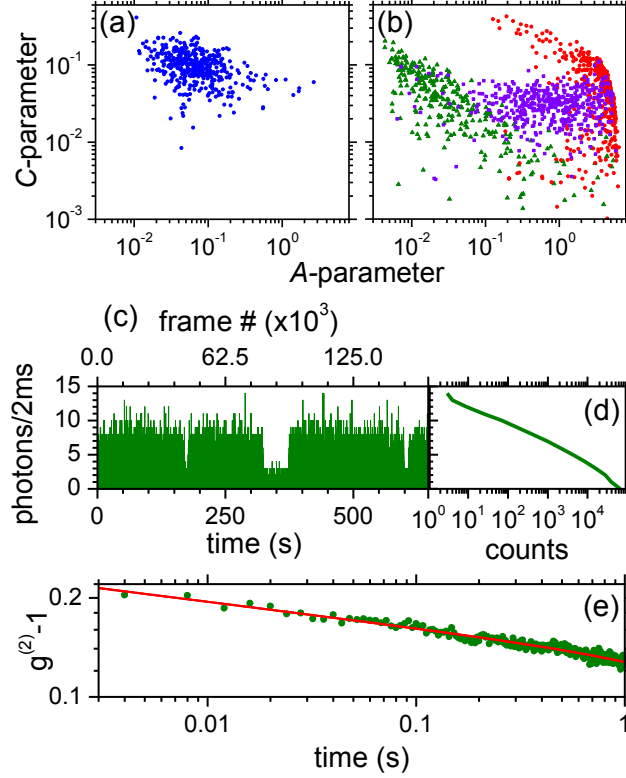 (a)
(b)
C-parameter
10⁻¹
10⁻²
10⁻³
10⁻² 10⁻¹ 10⁰
10⁻² 10⁻¹ 10⁰
A-parameter
(c)
frame # (x10³)
0.0 62.5 125.0
photons/2ms
15
10
5
0
0 250 500
time (s)
(d)
10⁰ 10¹ 10² 10³ 10⁴
counts
(e)
g⁽²⁾-1
0.2
0.1
0.01 0.1 1
time (s)